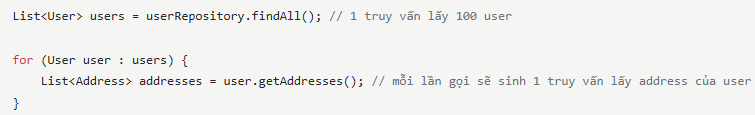 List<User> users = userRepository.findAll(); // 1 truy vấn lấy 100 user
for (User user : users) {
    List<Address> addresses = user.getAddresses(); // mỗi lần gọi sẽ sinh 1 truy vấn lấy address của user
}